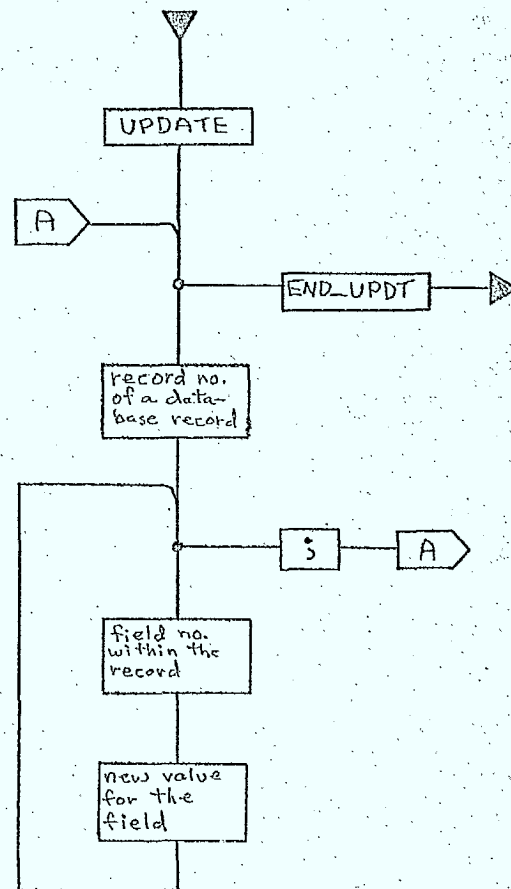 UPDATE
A
END_UPDT
record no.
of a data-
base record
;
A
field no.
within the
record
new value
for the
field